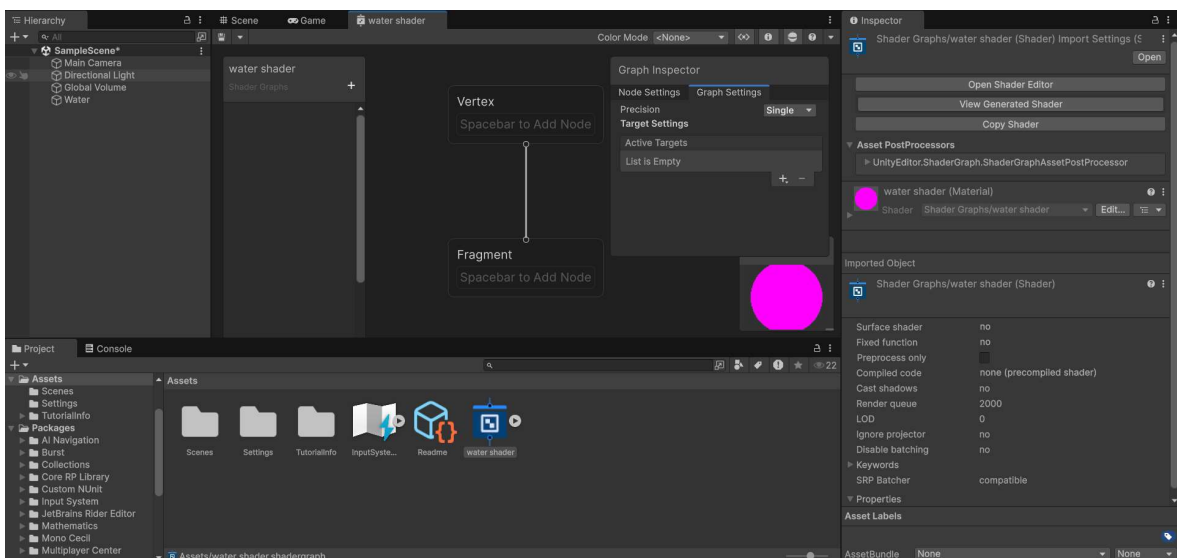 Hierarchy
All
SampleScene*
Main Camera
Directional Light
Global Volume
Water
Scene
Game
water shader
Color Mode <None>
water shader
Shader Graphs
Vertex
Spacebar to Add Node
Fragment
Spacebar to Add Node
Graph Inspector
Node Settings Graph Settings
Precision Single
Target Settings
Active Targets
List is Empty
Inspector
Shader Graphs/water shader (Shader) Import Settings (S
Open
Open Shader Editor
View Generated Shader
Copy Shader
Asset PostProcessors
UnityEditor.ShaderGraph.ShaderGraphAssetPostProcessor
water shader (Material)
Shader Shader Graphs/water shader Edit...
Imported Object
Shader Graphs/water shader (Shader)
Surface shader no
Fixed function no
Preprocess only
Compiled code none (precompiled shader)
Cast shadows no
Render queue 2000
LOD 0
Ignore projector no
Disable batching no
Keywords
SRP Batcher compatible
Properties
Asset Labels
AssetBundle None None
Project Console
22
Assets
Scenes
Settings
TutorialInfo
Packages
AI Navigation
Burst
Collections
Core RP Library
Custom NUnit
Input System
JetBrains Rider Editor
Mathematics
Mono Cecil
Multiplayer Center
Assets
Scenes
Settings
TutorialInfo
InputSyste...
Readme
water shader
Assets/water shader.shadergraph